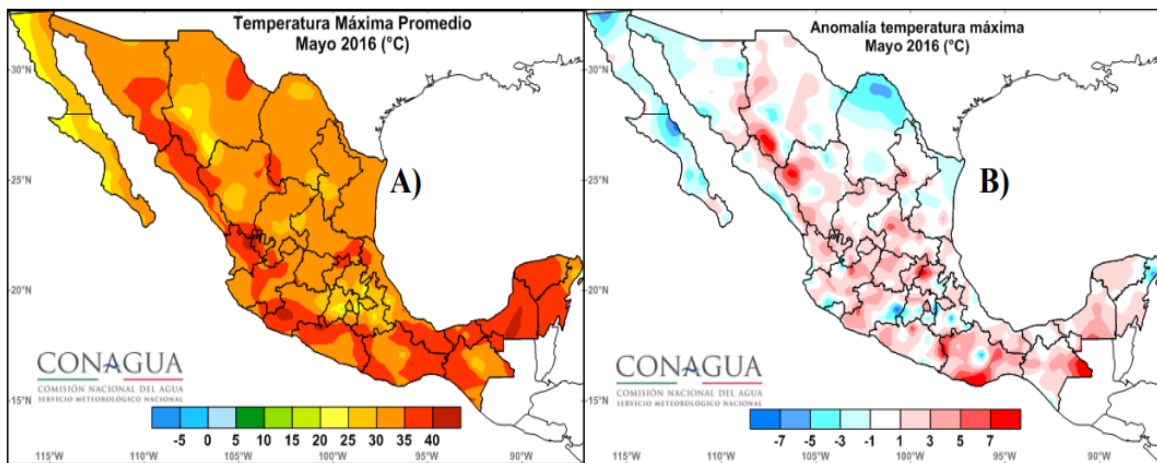 Temperatura Máxima Promedio
Mayo 2016 (°C)
30°N
25°N
20°N
15°N
A)
CONAGUA
COMISIÓN NACIONAL DEL AGUA
SERVICIO METEOROLÓGICO NACIONAL
-5 0 5 10 15 20 25 30 35 40
115°W 110°W 105°W 100°W 95°W 90°W
Anomalía temperatura máxima
Mayo 2016 (°C)
30°N
25°N
20°N
15°N
B)
CONAGUA
COMISIÓN NACIONAL DEL AGUA
SERVICIO METEOROLÓGICO NACIONAL
-7 -5 -3 -1 1 3 5 7
115°W 110°W 105°W 100°W 95°W 90°W